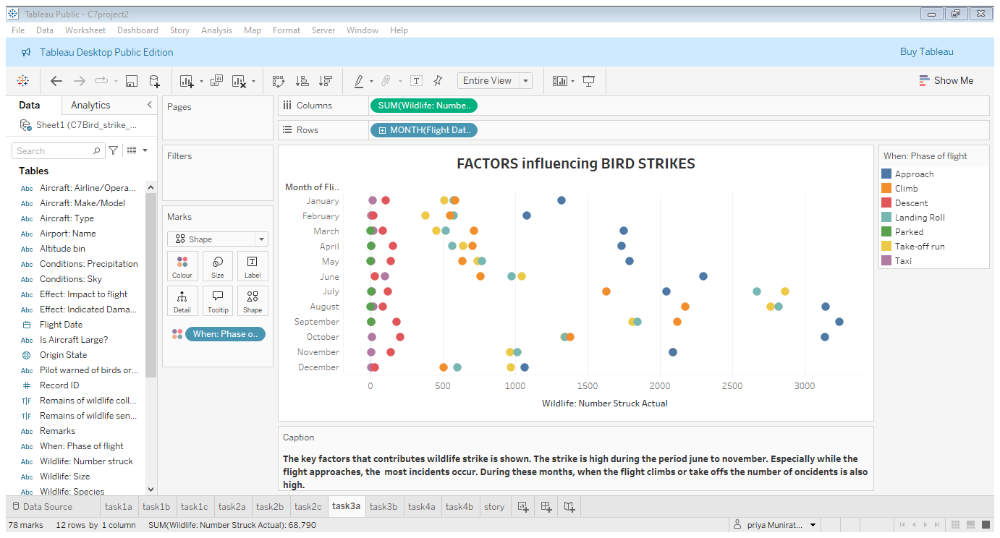 Tableau Public - C7project2
File Data Worksheet Dashboard Story Analysis Map Format Server Window Help
Tableau Desktop Public Edition
Buy Tableau
Entire View
Show Me
Data Analytics
Sheet1 (C7Bird_strike_...
Search
Tables
Abc Aircraft: Airline/Opera...
Abc Aircraft: Make/Model
Abc Aircraft: Type
Abc Airport: Name
Abc Altitude bin
Abc Conditions: Precipitation
Abc Conditions: Sky
Abc Effect: Impact to flight
Abc Effect: Indicated Dama...
Flight Date
Abc Is Aircraft Large?
Origin State
Abc Pilot warned of birds or...
Record ID
T|F Remains of wildlife coll...
T|F Remains of wildlife sen...
Abc Remarks
Abc When: Phase of flight
Abc Wildlife: Number struck
Abc Wildlife: Size
Abc Wildlife: Species
Pages
Filters
Marks
Shape
Colour Size Label
Detail Tooltip Shape
When: Phase o..
Columns SUM(Wildlife: Numbe..
Rows MONTH(Flight Dat..
FACTORS influencing BIRD STRIKES
Month of Fli..
January
February
March
April
May
June
July
August
September
October
November
December
0 500 1000 1500 2000 2500 3000
Wildlife: Number Struck Actual
When: Phase of flight
Approach
Climb
Descent
Landing Roll
Parked
Take-off run
Taxi
Caption
The key factors that contributes wildlife strike is shown. The strike is high during the period june to november. Especially while the
flight approaches, the  most incidents occur. During these months, when the flight climbs or take offs the number of oncidents is also
high.
Data Source task1a task1b task1c task2a task2b task2c task3a task3b task4a task4b story
78 marks 12 rows by 1 column SUM(Wildlife: Number Struck Actual): 68,790
priya Munirat...